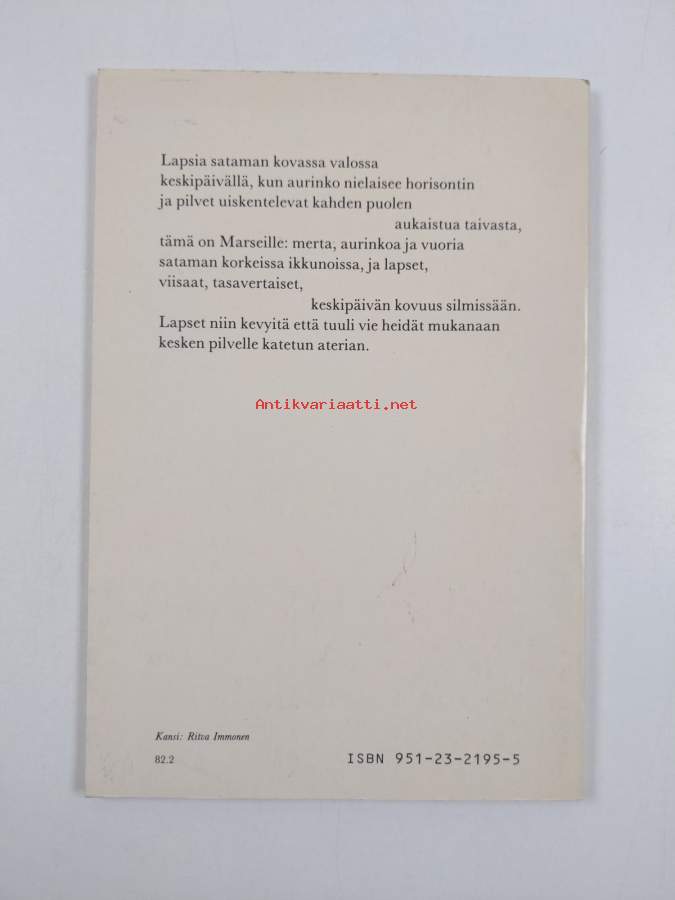 Lapsia sataman kovassa valossa
keskipäivällä, kun aurinko nielaisee horisontin
ja pilvet uiskentelevat kahden puolen
aukaistua taivasta,
tämä on Marseille: merta, aurinkoa ja vuoria
sataman korkeissa ikkunoissa, ja lapset,
viisaat, tasavertaiset,
keskipäivän kovuus silmissään.
Lapset niin kevyitä että tuuli vie heidät mukanaan
kesken pilvelle katetun aterian.
Antikvariaatti.net
Kansi: Ritva Immonen
82.2
ISBN 951-23-2195-5